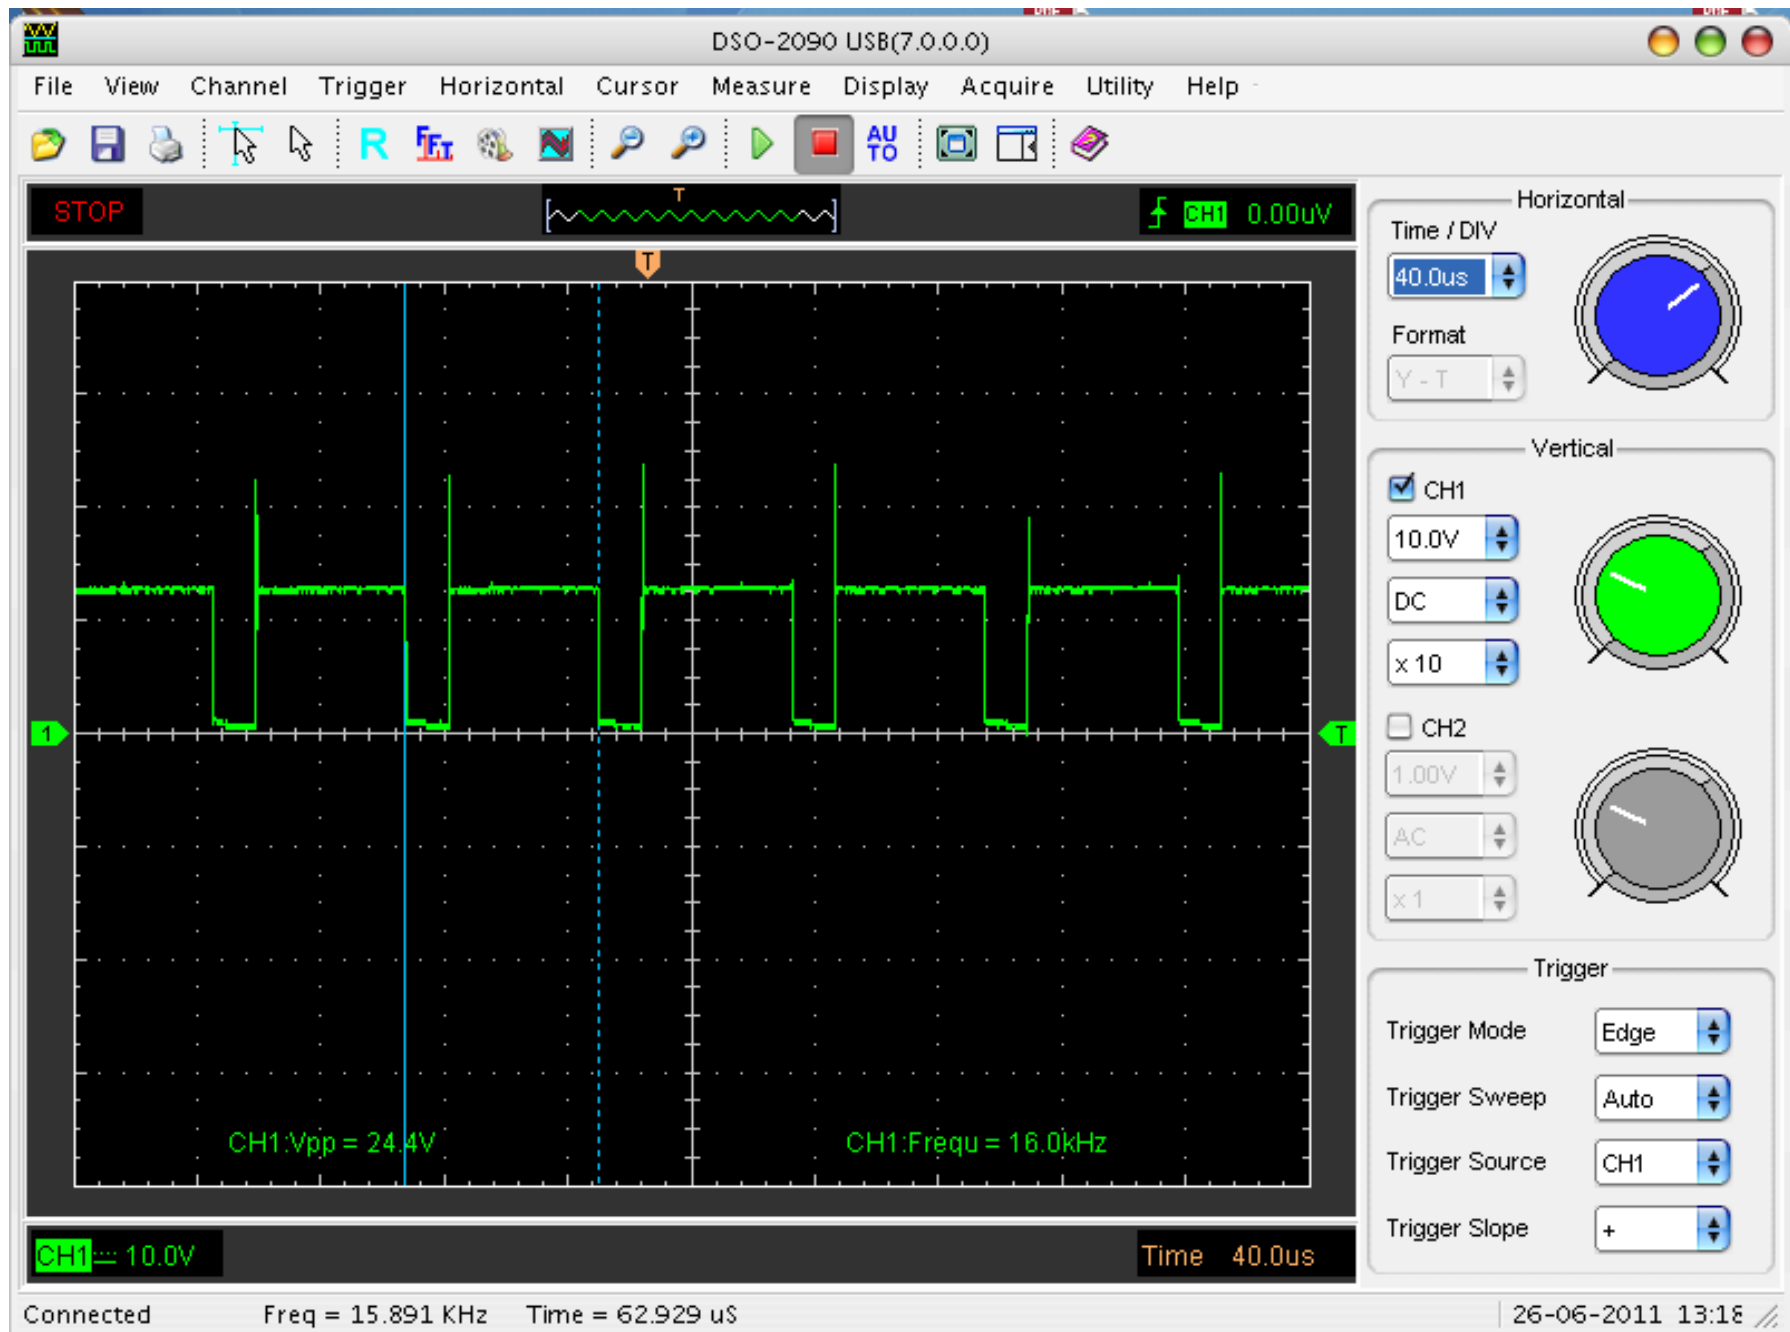 DSO-2090 USB(7.0.0.0)
File View Channel Trigger Horizontal Cursor Measure Display Acquire Utility Help
R FFT AUTO
STOP
T
CH1 0.00uV
T
1
T
CH1:Vpp = 24.4V
CH1:Frequ = 16.0kHz
CH1 10.0V
Time 40.0us
Horizontal
Time / DIV
40.0us
Format
Y - T
Vertical
CH1
10.0V
DC
x 10
CH2
1.00V
AC
x 1
Trigger
Trigger Mode Edge
Trigger Sweep Auto
Trigger Source CH1
Trigger Slope +
Connected Freq = 15.891 KHz Time = 62.929 uS 26-06-2011 13:18